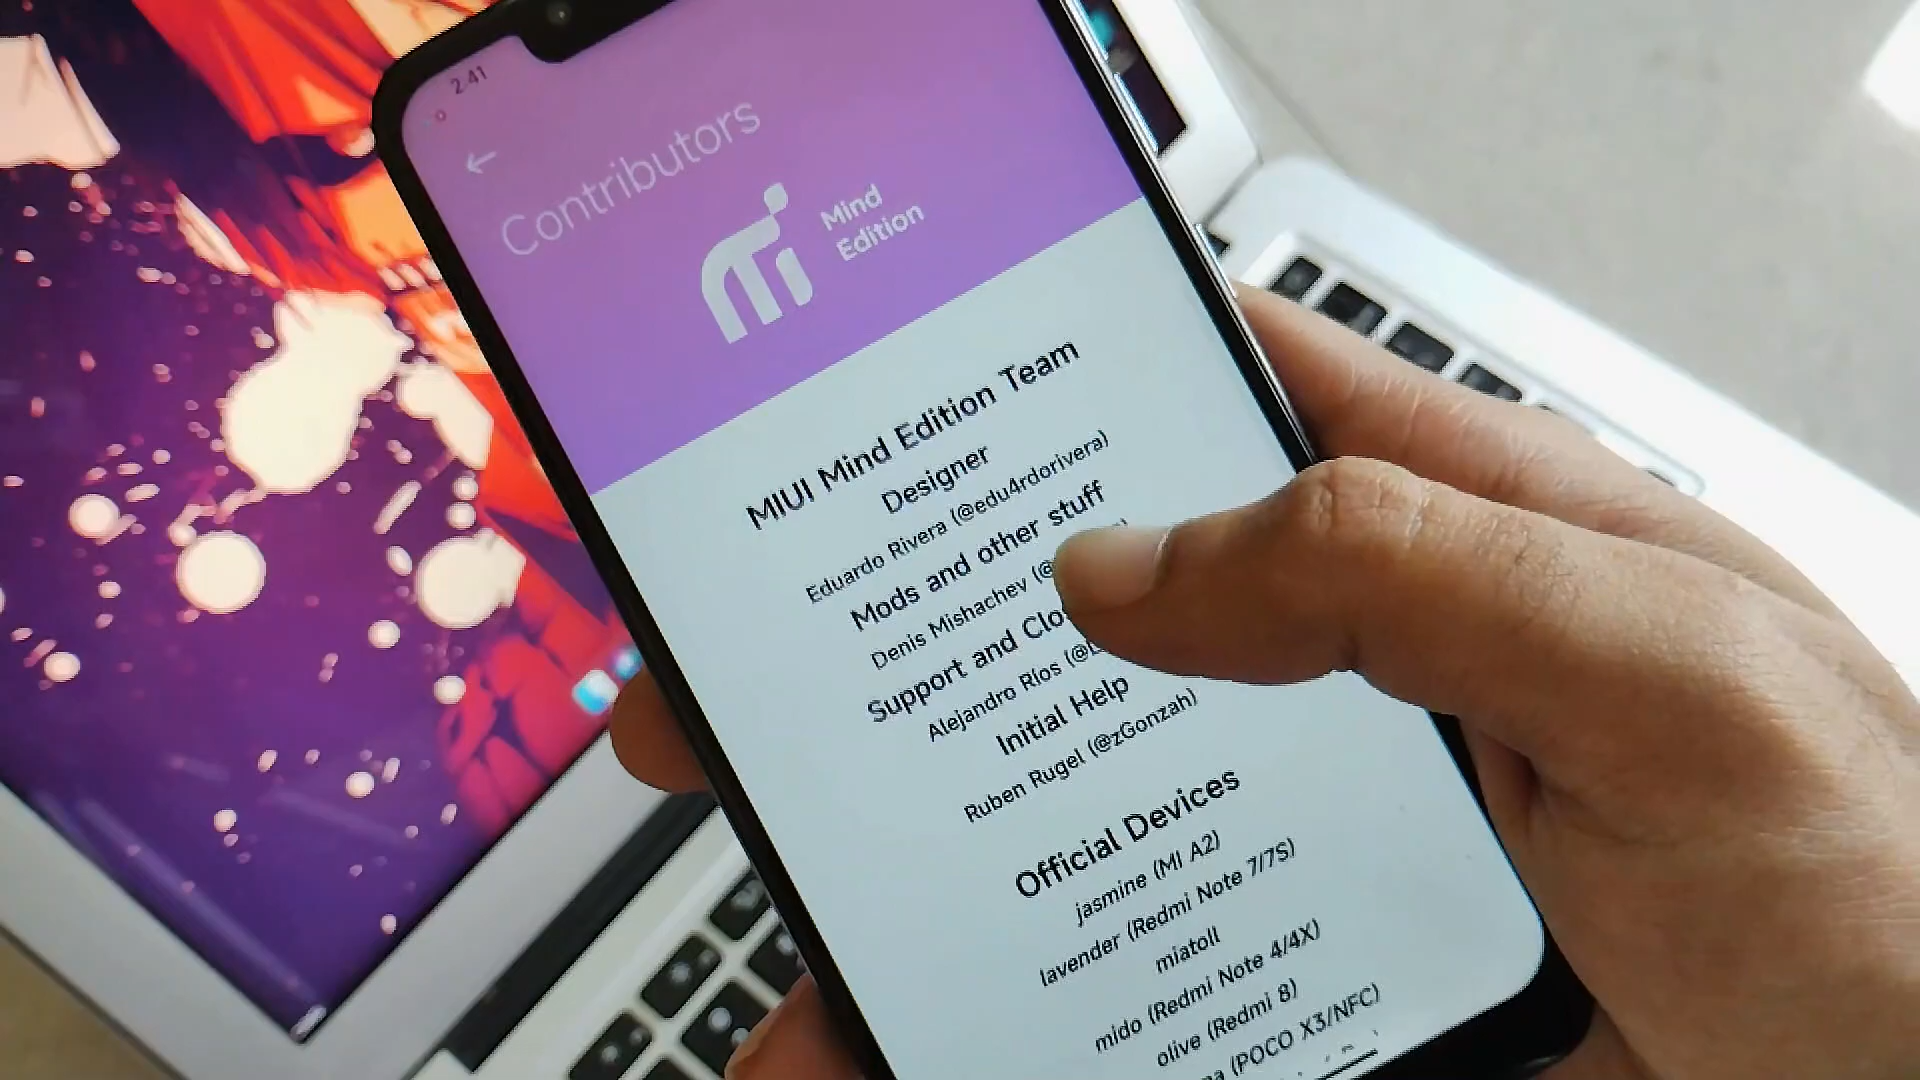 2:41
Contributors
Mind
Edition
MIUI Mind Edition Team
Designer
Eduardo Rivera (@edu4rdorivera)
Mods and other stuff
Denis Mishachev (@
Support and
Alejandro Rios
Initial Help
Ruben Rugel (@zGonzah)
Official Devices
jasmine (MI A2)
lavender (Redmi Note 7/7S)
miatoll
mido (Redmi Note 4/4X)
olive (Redmi 8)
(POCO X3/NFC)